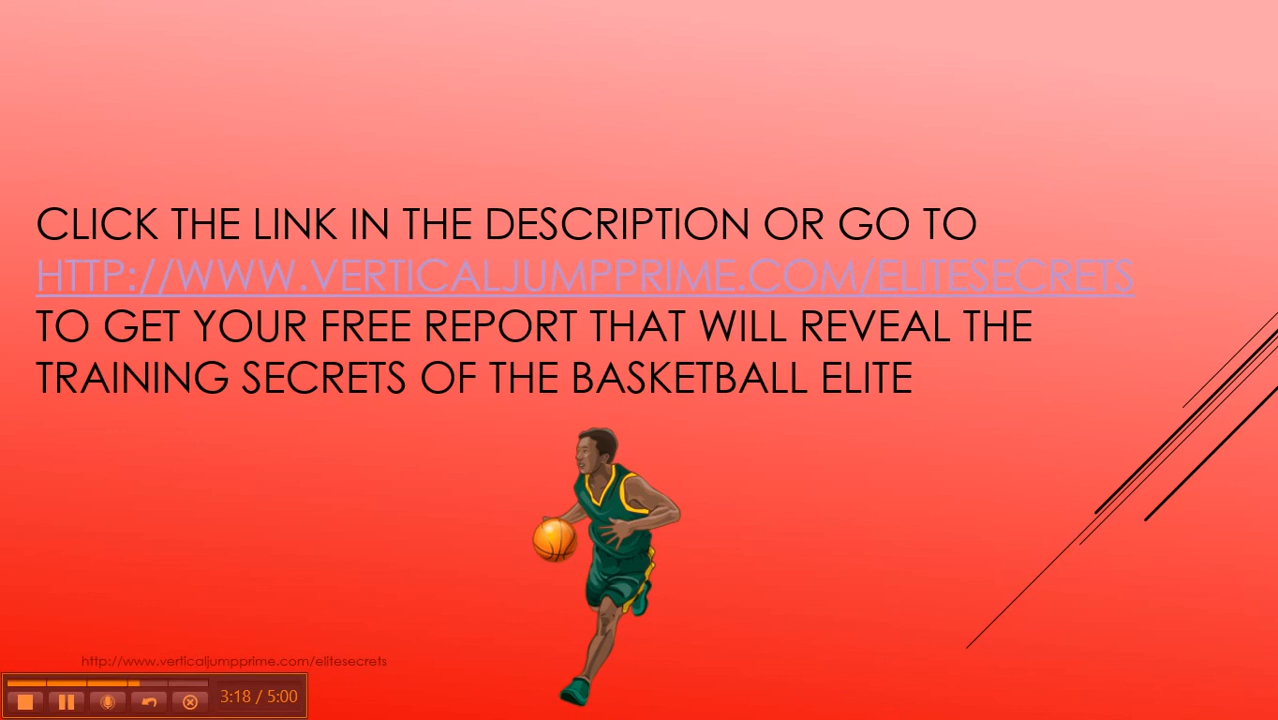 CLICK THE LINK IN THE DESCRIPTION OR GO TO
HTTP://WWW.VERTICALJUMPPRIME.COM/ELITESECRETS
TO GET YOUR FREE REPORT THAT WILL REVEAL THE
TRAINING SECRETS OF THE BASKETBALL ELITE
http://www.verticaljumpprime.com/elitesecrets
3:18 / 5:00